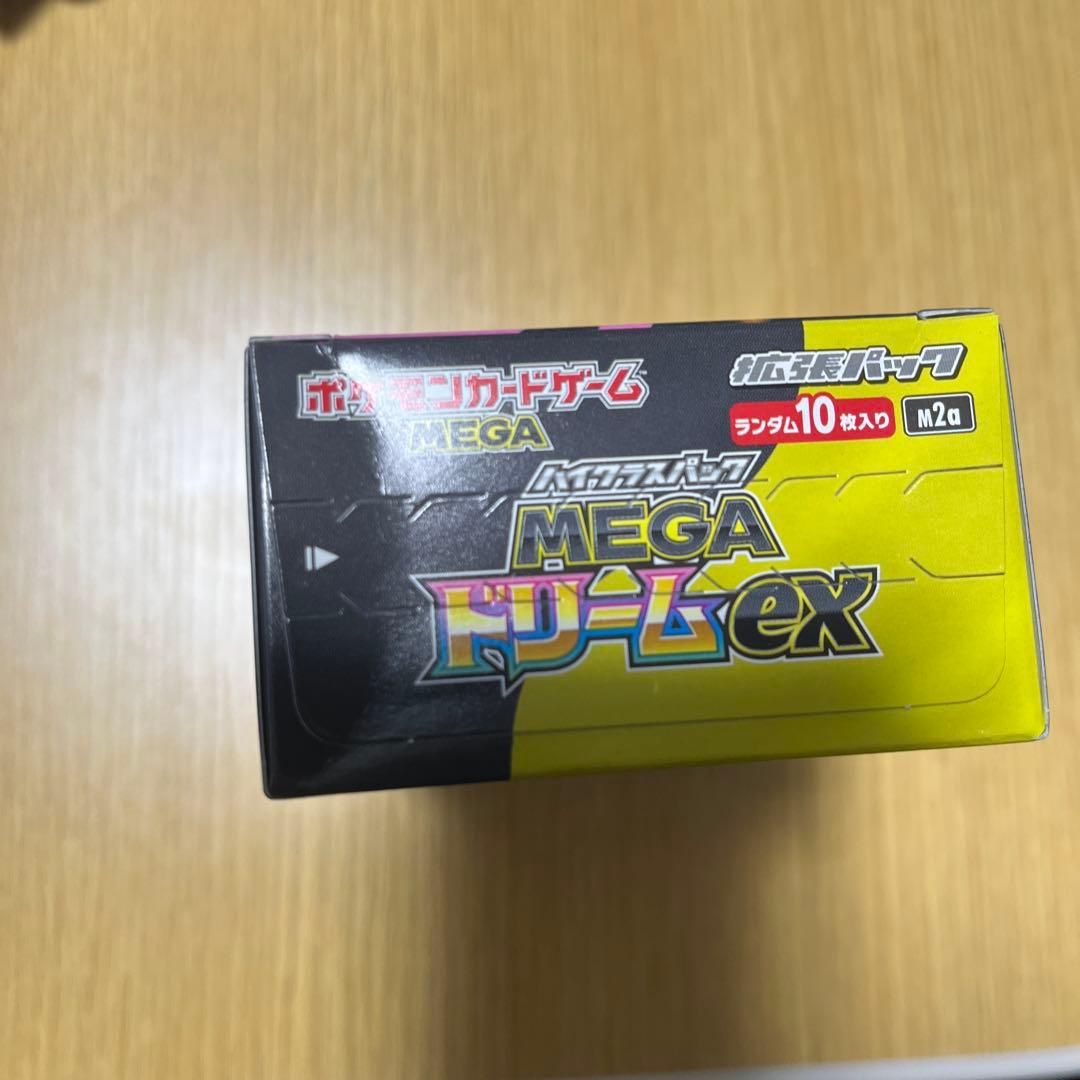 ポケモンカードゲーム™
MEGA
拡張パック
ランダム10枚入り
M2a
ハイクラスパック
MEGA
ドリームex